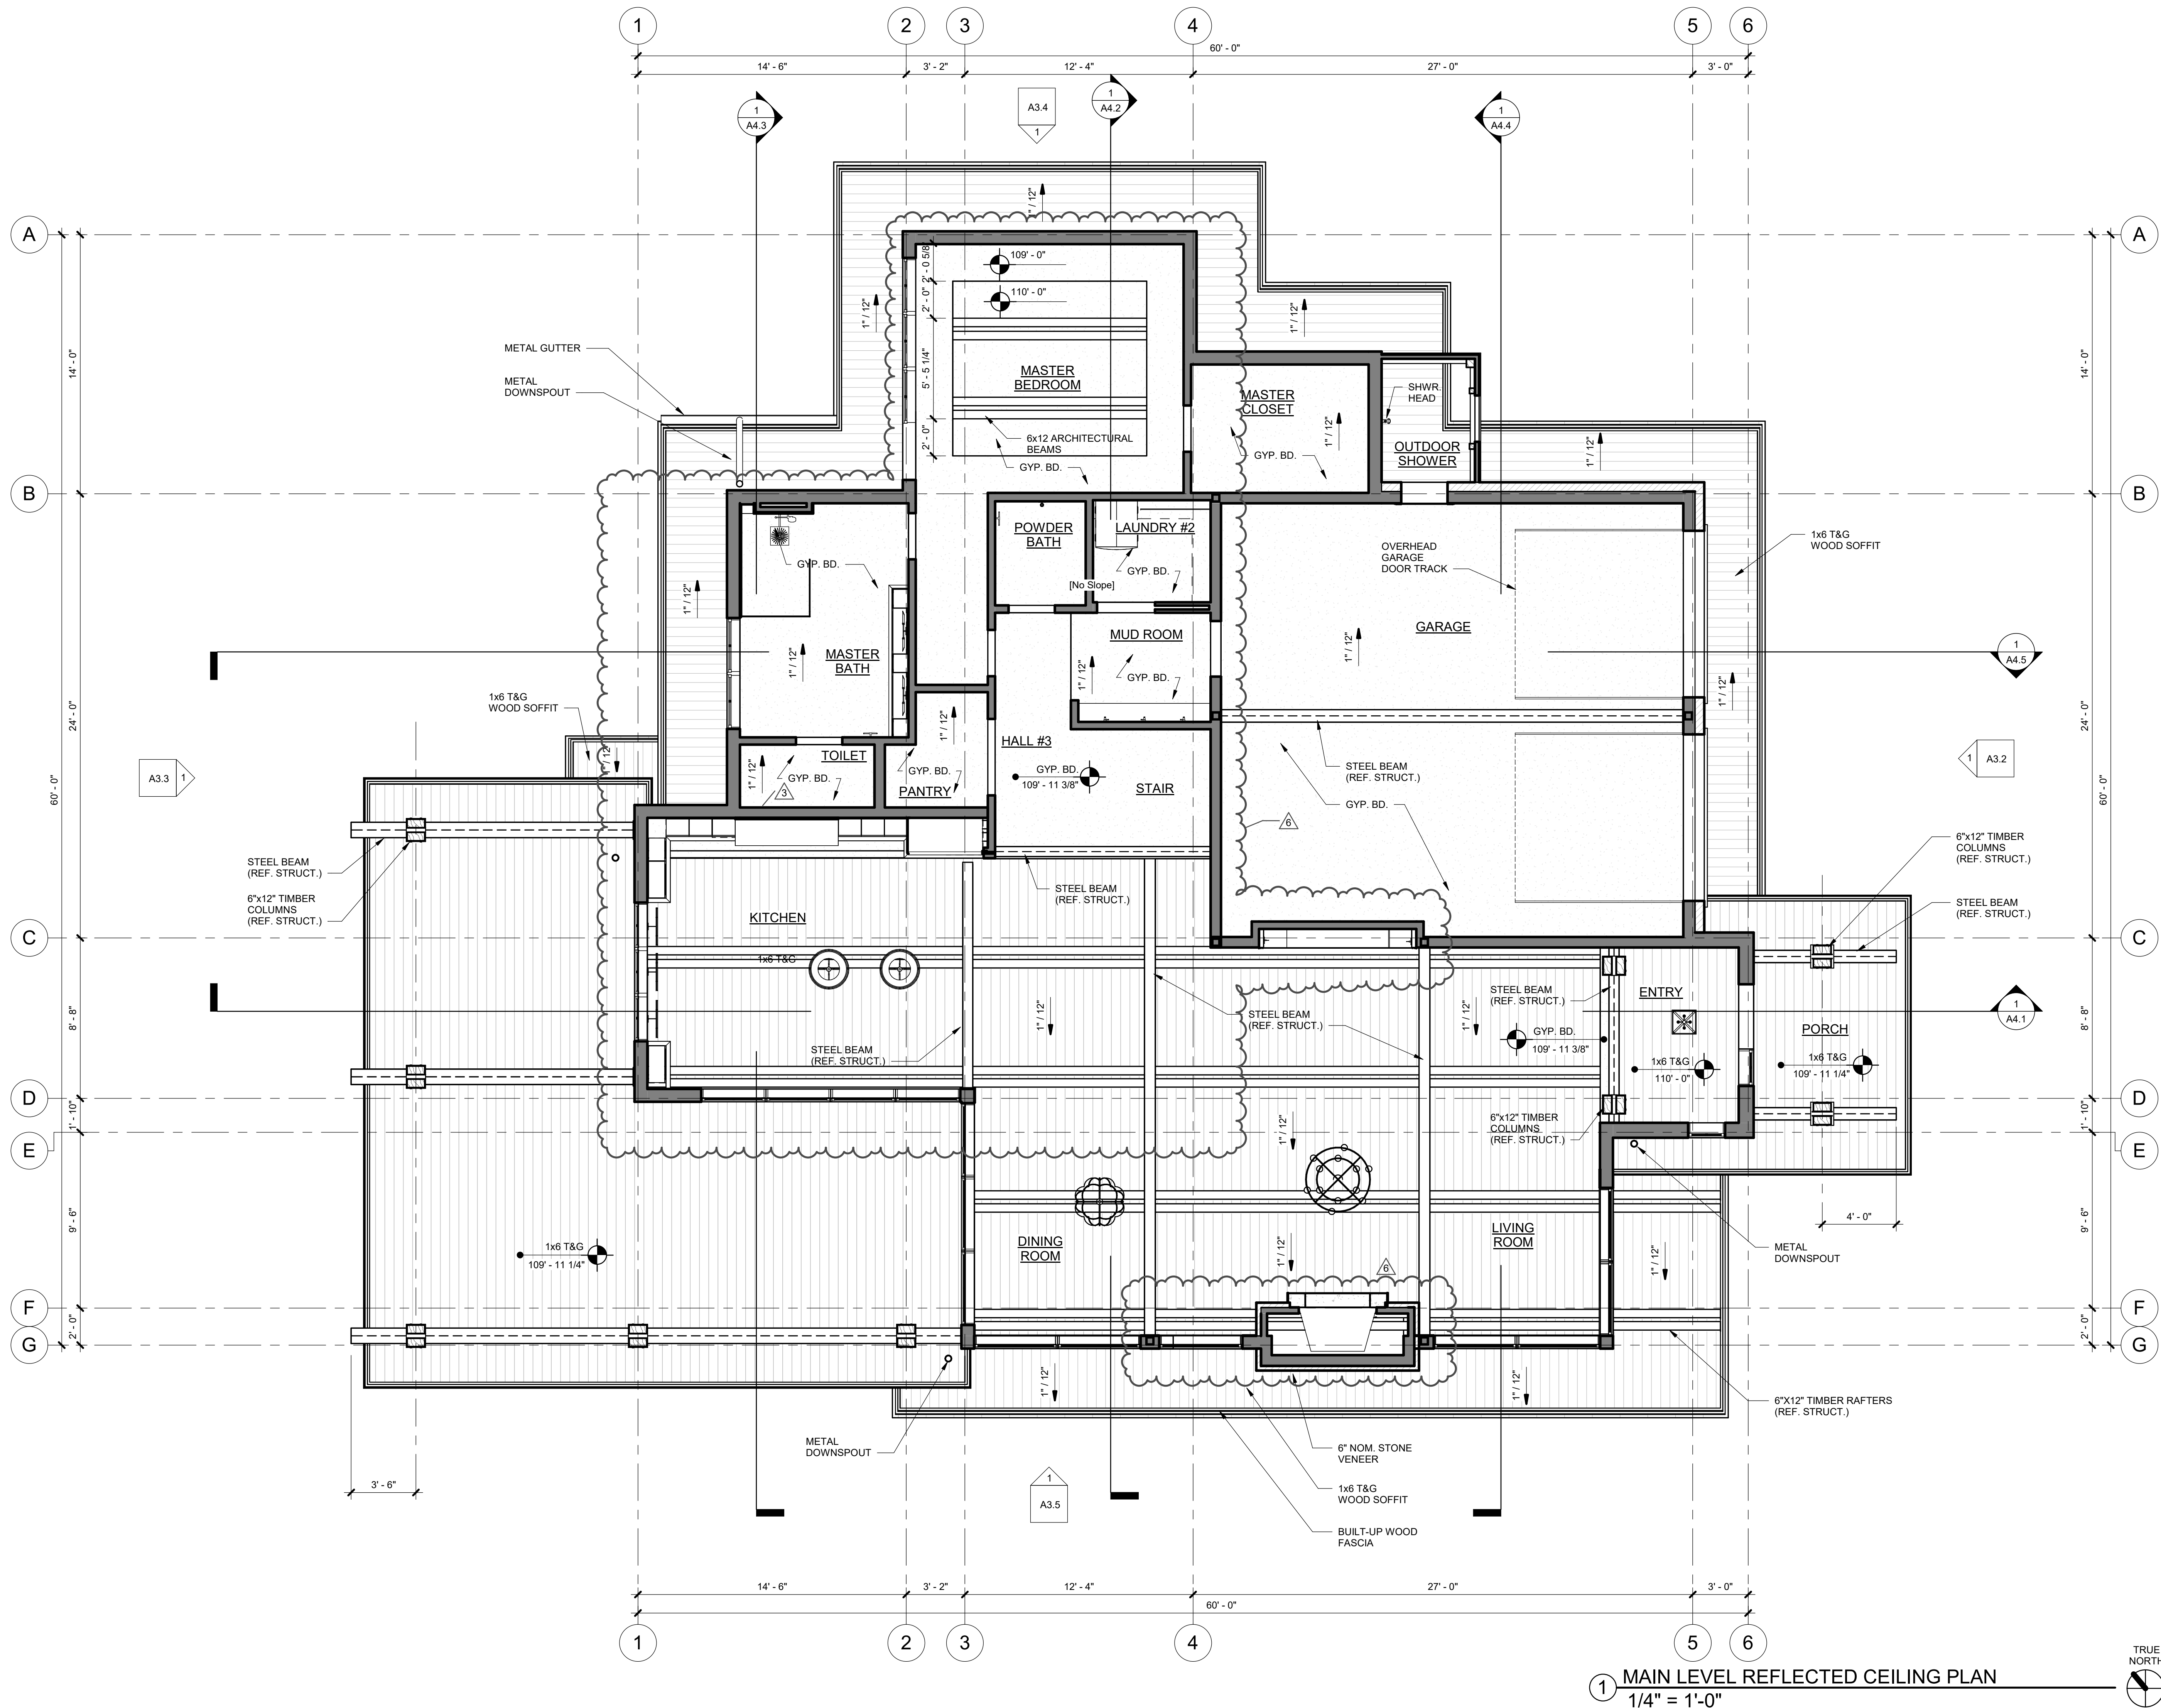 1
2
3
4
5
6
60' - 0"
14' - 6"
3' - 2"
12' - 4"
27' - 0"
3' - 0"
1
A4.3
A3.4
1
1
A4.2
1
A4.4
A
A
1" / 12"
2' - 0 5/8"
109' - 0"
110' - 0"
2' - 0"
1" / 12"
1" / 12"
METAL GUTTER
14' - 0"
5' - 5 1/4"
14' - 0"
MASTER
BEDROOM
METAL
DOWNSPOUT
MASTER
CLOSET
SHWR.
HEAD
1" / 12"
2' - 0"
6x12 ARCHITECTURAL
BEAMS
OUTDOOR
SHOWER
1" / 12"
GYP. BD.
GYP. BD.
B
B
POWDER
BATH
LAUNDRY #2
1x6 T&G
WOOD SOFFIT
OVERHEAD
GARAGE
DOOR TRACK
GYP. BD.
GYP. BD.
[No Slope]
1" / 12"
MUD ROOM
GARAGE
1" / 12"
1
A4.5
MASTER
BATH
1" / 12"
1" / 12"
GYP. BD.
1" / 12"
1x6 T&G
WOOD SOFFIT
24' - 0"
1" / 12"
24' - 0"
HALL #3
1" / 12"
TOILET
A3.3
1
1" / 12"
GYP. BD.
GYP. BD.
GYP. BD.
109' - 11 3/8"
STEEL BEAM
(REF. STRUCT.)
1
A3.2
3
PANTRY
STAIR
60' - 0"
60' - 0"
GYP. BD.
6
STEEL BEAM
(REF. STRUCT.)
6"x12" TIMBER
COLUMNS
(REF. STRUCT.)
6"x12" TIMBER
COLUMNS
(REF. STRUCT.)
STEEL BEAM
(REF. STRUCT.)
STEEL BEAM
(REF. STRUCT.)
KITCHEN
C
C
1x6 T&G
STEEL BEAM
(REF. STRUCT.)
ENTRY
1" / 12"
1" / 12"
STEEL BEAM
(REF. STRUCT.)
1
A4.1
8' - 8"
8' - 8"
GYP. BD.
109' - 11 3/8"
PORCH
STEEL BEAM
(REF. STRUCT.)
1x6 T&G
110' - 0"
1x6 T&G
109' - 11 1/4"
D
D
1' - 10"
1' - 10"
6"x12" TIMBER
COLUMNS
(REF. STRUCT.)
1" / 12"
E
E
9' - 6"
9' - 6"
4' - 0"
DINING
ROOM
LIVING
ROOM
1x6 T&G
109' - 11 1/4"
1" / 12"
6
1" / 12"
METAL
DOWNSPOUT
F
F
2' - 0"
2' - 0"
G
G
1" / 12"
1" / 12"
6"X12" TIMBER RAFTERS
(REF. STRUCT.)
METAL
DOWNSPOUT
6" NOM. STONE
VENEER
3' - 6"
1
A3.5
1x6 T&G
WOOD SOFFIT
BUILT-UP WOOD
FASCIA
14' - 6"
3' - 2"
12' - 4"
27' - 0"
3' - 0"
60' - 0"
1
2
3
4
5
6
1
MAIN LEVEL REFLECTED CEILING PLAN
1/4" = 1'-0"
TRUE
NORTH